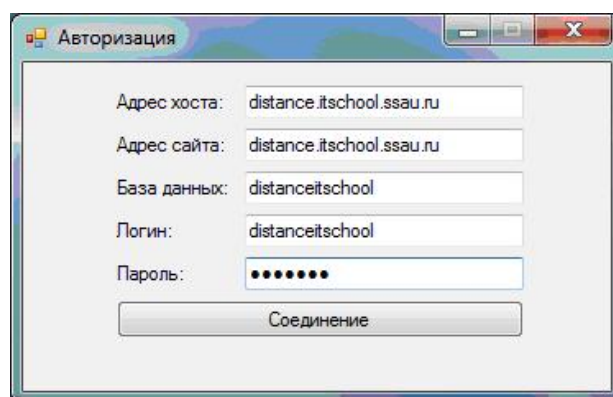 Авторизация
Адрес хоста: distance.itschool.ssau.ru
Адрес сайта: distance.itschool.ssau.ru
База данных: distanceitschool
Логин: distanceitschool
Пароль: ●●●●●●●
Соединение